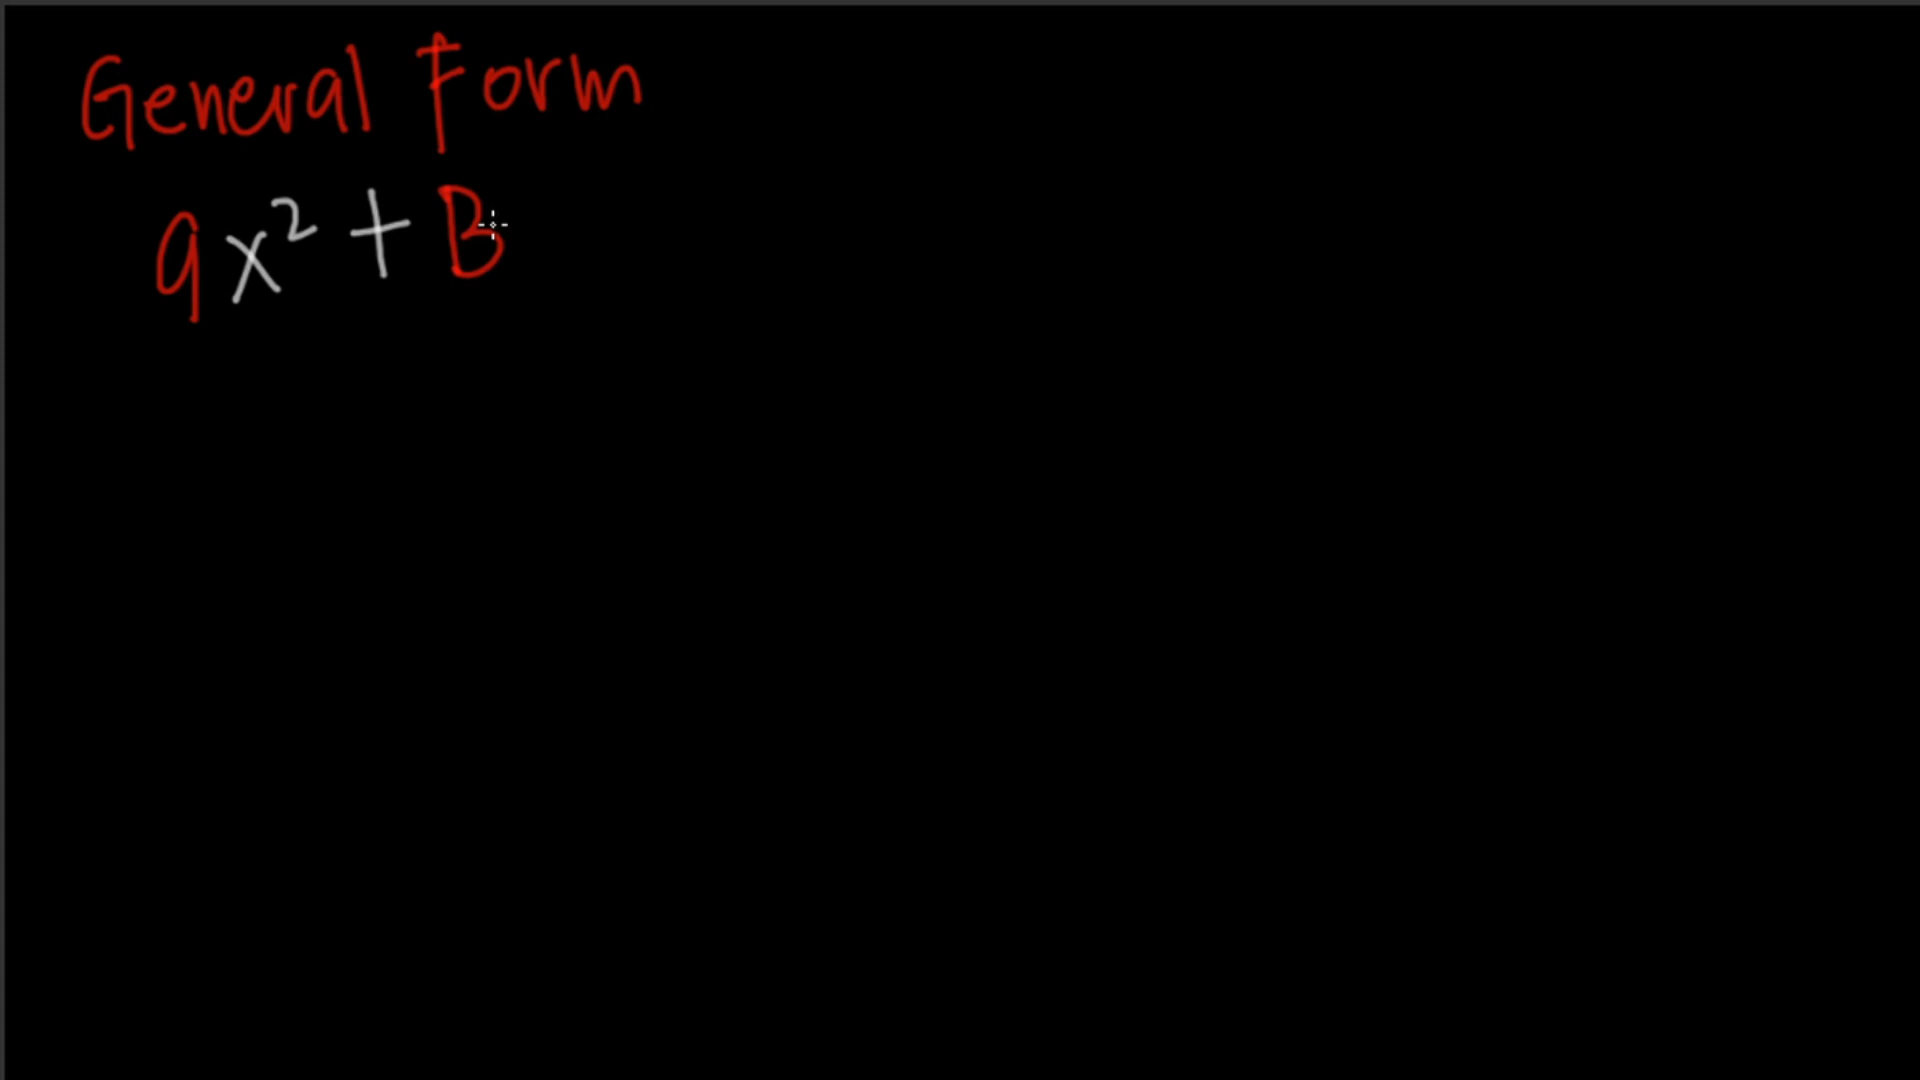 General Form
ax² + B